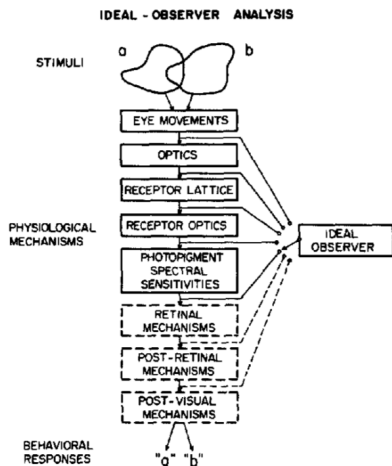 IDEAL-OBSERVER ANALYSIS
a b
STIMULI
EYE MOVEMENTS
OPTICS
RECEPTOR LATTICE
PHYSIOLOGICAL
MECHANISMS
RECEPTOR OPTICS
IDEAL
OBSERVER
PHOTOPIGMENT
SPECTRAL
SENSITIVITIES
RETINAL
MECHANISMS
POST-RETINAL
MECHANISMS
POST-VISUAL
MECHANISMS
BEHAVIORAL
RESPONSES
"a" "b"